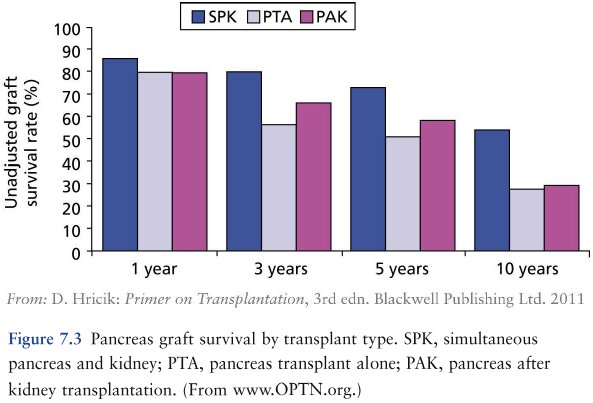 SPK PTA PAK
Unadjusted graft
survival rate (%)
100
90
80
70
60
50
40
30
20
10
0
1 year 3 years 5 years 10 years
From: D. Hricik: Primer on Transplantation, 3rd edn. Blackwell Publishing Ltd. 2011
Figure 7.3 Pancreas graft survival by transplant type. SPK, simultaneous
pancreas and kidney; PTA, pancreas transplant alone; PAK, pancreas after
kidney transplantation. (From www.OPTN.org.)